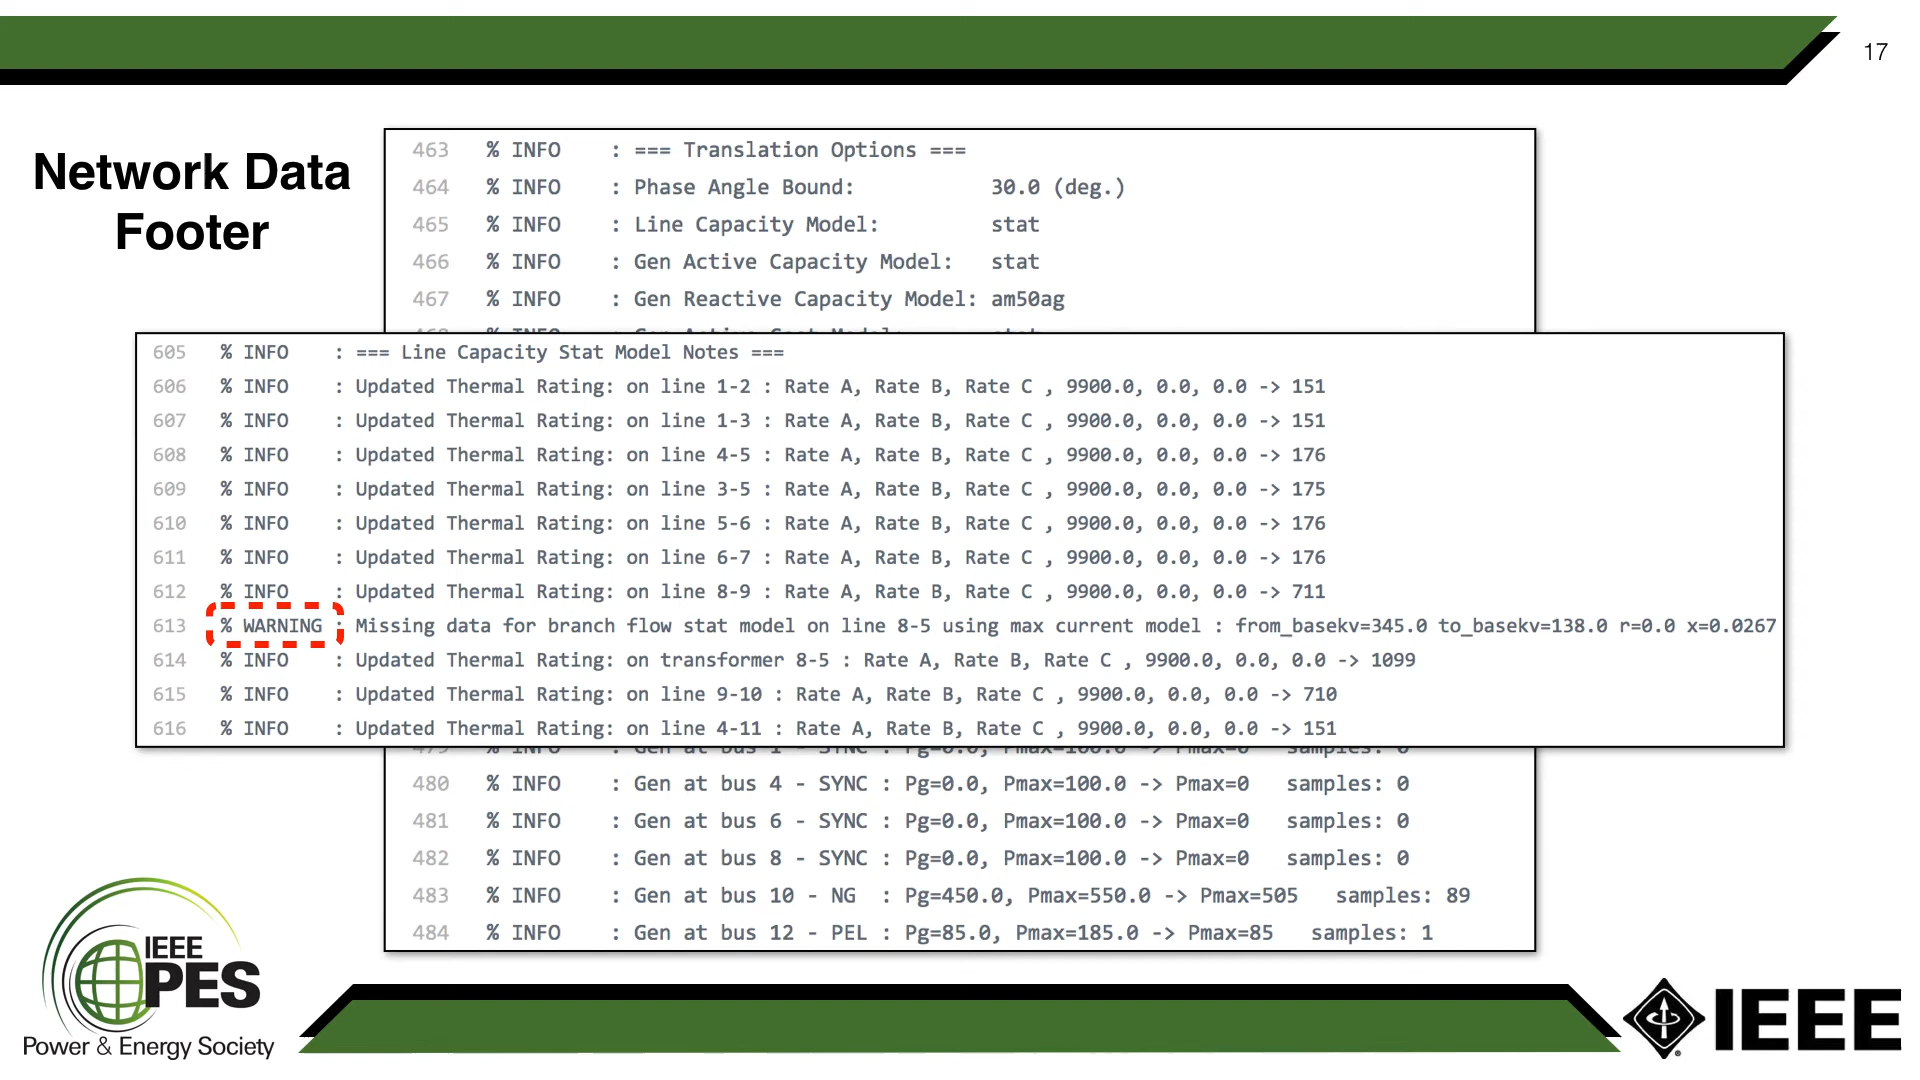 17
Network Data
Footer
463 % INFO : === Translation Options ===
464 % INFO : Phase Angle Bound: 30.0 (deg.)
465 % INFO : Line Capacity Model: stat
466 % INFO : Gen Active Capacity Model: stat
467 % INFO : Gen Reactive Capacity Model: am50ag
605 % INFO : === Line Capacity Stat Model Notes ===
606 % INFO : Updated Thermal Rating: on line 1-2 : Rate A, Rate B, Rate C , 9900.0, 0.0, 0.0 -> 151
607 % INFO : Updated Thermal Rating: on line 1-3 : Rate A, Rate B, Rate C , 9900.0, 0.0, 0.0 -> 151
608 % INFO : Updated Thermal Rating: on line 4-5 : Rate A, Rate B, Rate C , 9900.0, 0.0, 0.0 -> 176
609 % INFO : Updated Thermal Rating: on line 3-5 : Rate A, Rate B, Rate C , 9900.0, 0.0, 0.0 -> 175
610 % INFO : Updated Thermal Rating: on line 5-6 : Rate A, Rate B, Rate C , 9900.0, 0.0, 0.0 -> 176
611 % INFO : Updated Thermal Rating: on line 6-7 : Rate A, Rate B, Rate C , 9900.0, 0.0, 0.0 -> 176
612 % INFO : Updated Thermal Rating: on line 8-9 : Rate A, Rate B, Rate C , 9900.0, 0.0, 0.0 -> 711
613 % WARNING : Missing data for branch flow stat model on line 8-5 using max current model : from_basekv=345.0 to_basekv=138.0 r=0.0 x=0.0267
614 % INFO : Updated Thermal Rating: on transformer 8-5 : Rate A, Rate B, Rate C , 9900.0, 0.0, 0.0 -> 1099
615 % INFO : Updated Thermal Rating: on line 9-10 : Rate A, Rate B, Rate C , 9900.0, 0.0, 0.0 -> 710
616 % INFO : Updated Thermal Rating: on line 4-11 : Rate A, Rate B, Rate C , 9900.0, 0.0, 0.0 -> 151
480 % INFO : Gen at bus 4 - SYNC : Pg=0.0, Pmax=100.0 -> Pmax=0 samples: 0
481 % INFO : Gen at bus 6 - SYNC : Pg=0.0, Pmax=100.0 -> Pmax=0 samples: 0
482 % INFO : Gen at bus 8 - SYNC : Pg=0.0, Pmax=100.0 -> Pmax=0 samples: 0
483 % INFO : Gen at bus 10 - NG : Pg=450.0, Pmax=550.0 -> Pmax=505 samples: 89
484 % INFO : Gen at bus 12 - PEL : Pg=85.0, Pmax=185.0 -> Pmax=85 samples: 1
IEEE
PES
Power & Energy Society
IEEE